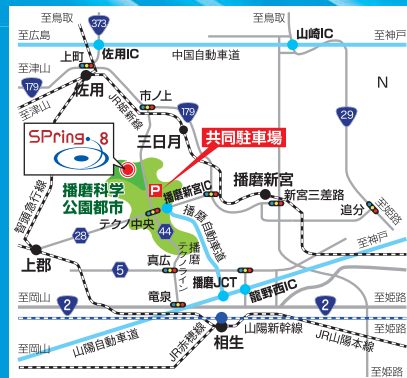 至鳥取
至鳥取
373
至広島
佐用IC
山崎IC
至神戸
中国自動車道
上町
至津山
179
佐用
市ノ上
JR姫新線
179
三日月
29
N
至津山
SPring-8
共同駐車場
P
播磨科学
公園都市
播磨新宮IC
播磨新宮
新宮三差路
追分
智頭急行線
テクノ中央
28
44
播磨自動車道
至神戸
上郡
5
真広
播磨
テクノ
ライン
播磨JCT
龍野西IC
至岡山
2
竜泉
2
至姫路
至岡山
相生
山陽新幹線
至姫路
山陽自動車道
JR赤穂線
JR山陽本線
至姫路